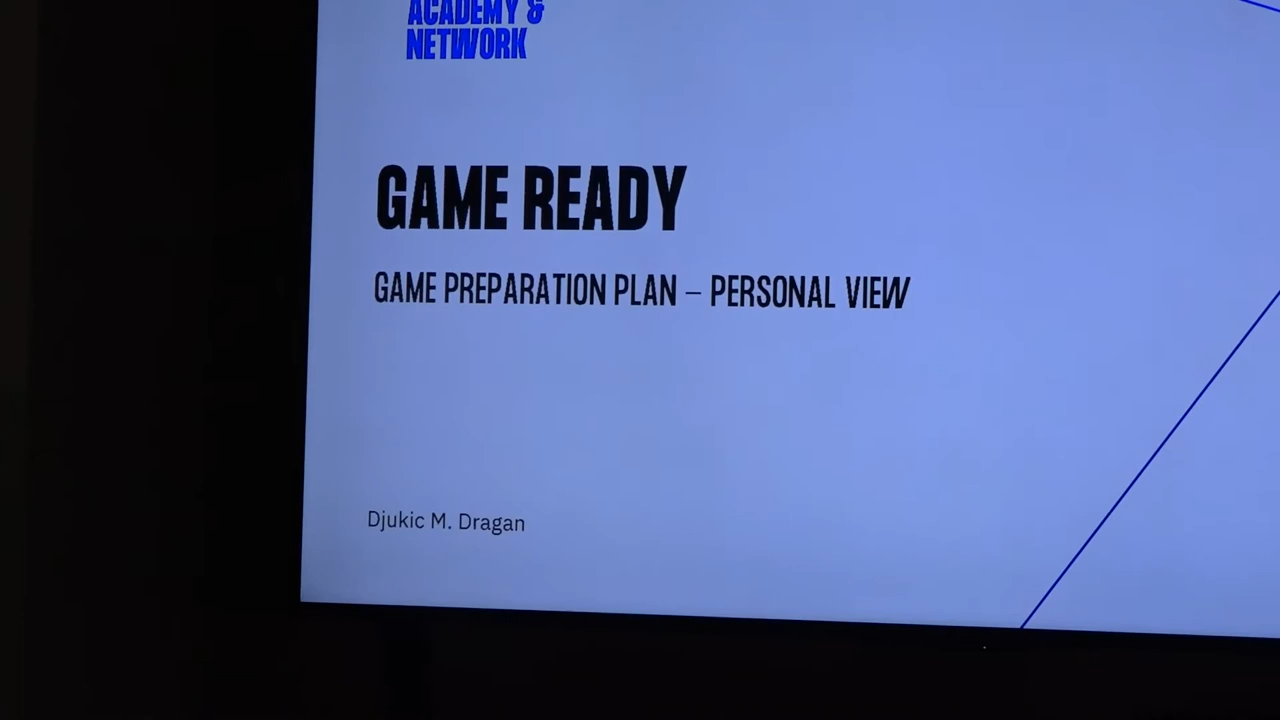 ACADEMY &
NETWORK
GAME READY
GAME PREPARATION PLAN – PERSONAL VIEW
Djukic M. Dragan